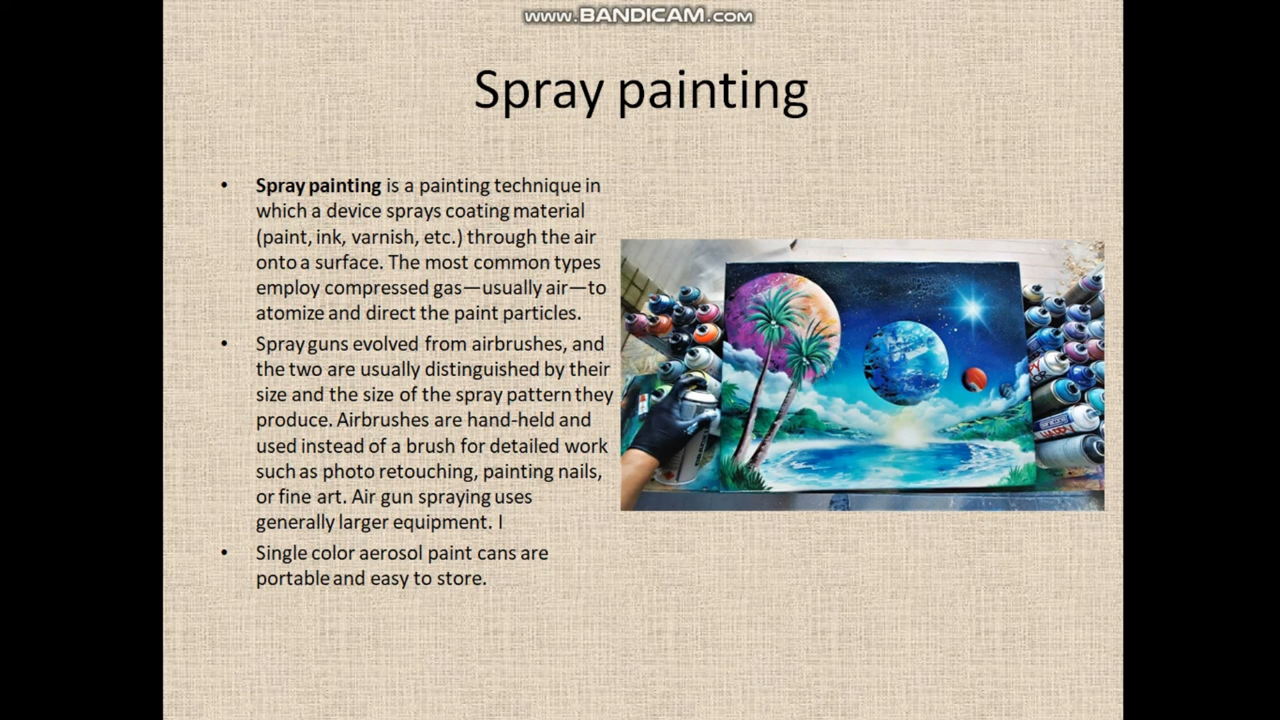 www.BANDICAM.com
Spray painting
• Spray painting is a painting technique in
which a device sprays coating material
(paint, ink, varnish, etc.) through the air
onto a surface. The most common types
employ compressed gas—usually air—to
atomize and direct the paint particles.
• Spray guns evolved from airbrushes, and
the two are usually distinguished by their
size and the size of the spray pattern they
produce. Airbrushes are hand-held and
used instead of a brush for detailed work
such as photo retouching, painting nails,
or fine art. Air gun spraying uses
generally larger equipment. I
• Single color aerosol paint cans are
portable and easy to store.